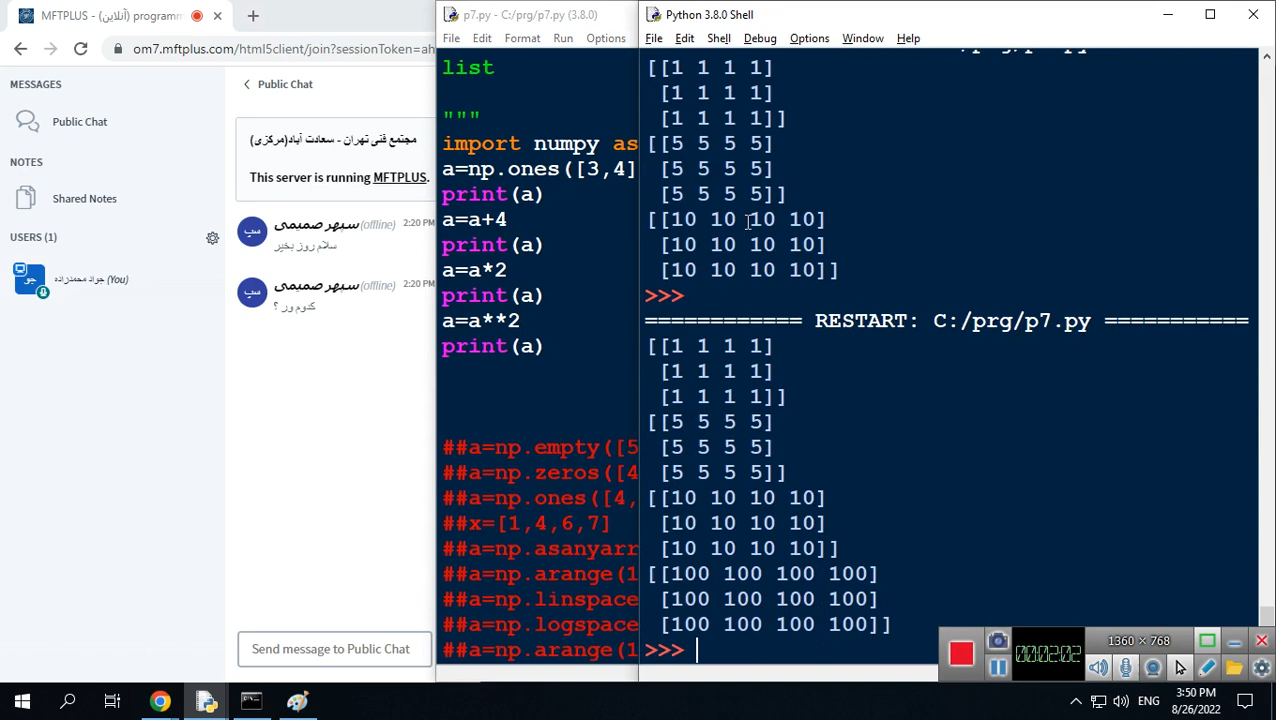 MFTPLUS - (آنلاین) programm
om7.mftplus.com/html5client/join?sessionToken=ah
MESSAGES
Public Chat
NOTES
Shared Notes
USERS (1)
جواد محمدزاده (You)
Public Chat
مجتمع فنی تهران - سعادت آباد(مرکزی)
This server is running MFTPLUS.
سپهر صمیمی (offline) 2:20 PM
سلام روز بخیر
سپهر صمیمی (offline) 2:20 PM
کدوم ور ؟
Send message to Public Chat
p7.py - C:/prg/p7.py (3.8.0)
File Edit Format Run Options
list
"""
import numpy as
a=np.ones([3,4]
print(a)
a=a+4
print(a)
a=a*2
print(a)
a=a**2
print(a)
##a=np.empty([5
##a=np.zeros([4
##a=np.ones([4,
##x=[1,4,6,7]
##a=np.asanyarr
##a=np.arange(1
##a=np.linspace
##a=np.logspace
##a=np.arange(1
Python 3.8.0 Shell
File Edit Shell Debug Options Window Help
[[1 1 1 1]
[1 1 1 1]
[1 1 1 1]]
[[5 5 5 5]
[5 5 5 5]
[5 5 5 5]]
[[10 10 10 10]
[10 10 10 10]
[10 10 10 10]]
>>>
============ RESTART: C:/prg/p7.py ===========
[[1 1 1 1]
[1 1 1 1]
[1 1 1 1]]
[[5 5 5 5]
[5 5 5 5]
[5 5 5 5]]
[[10 10 10 10]
[10 10 10 10]
[10 10 10 10]]
[[100 100 100 100]
[100 100 100 100]
[100 100 100 100]]
>>>
1360 × 768
00:02:02
ENG
3:50 PM
8/26/2022